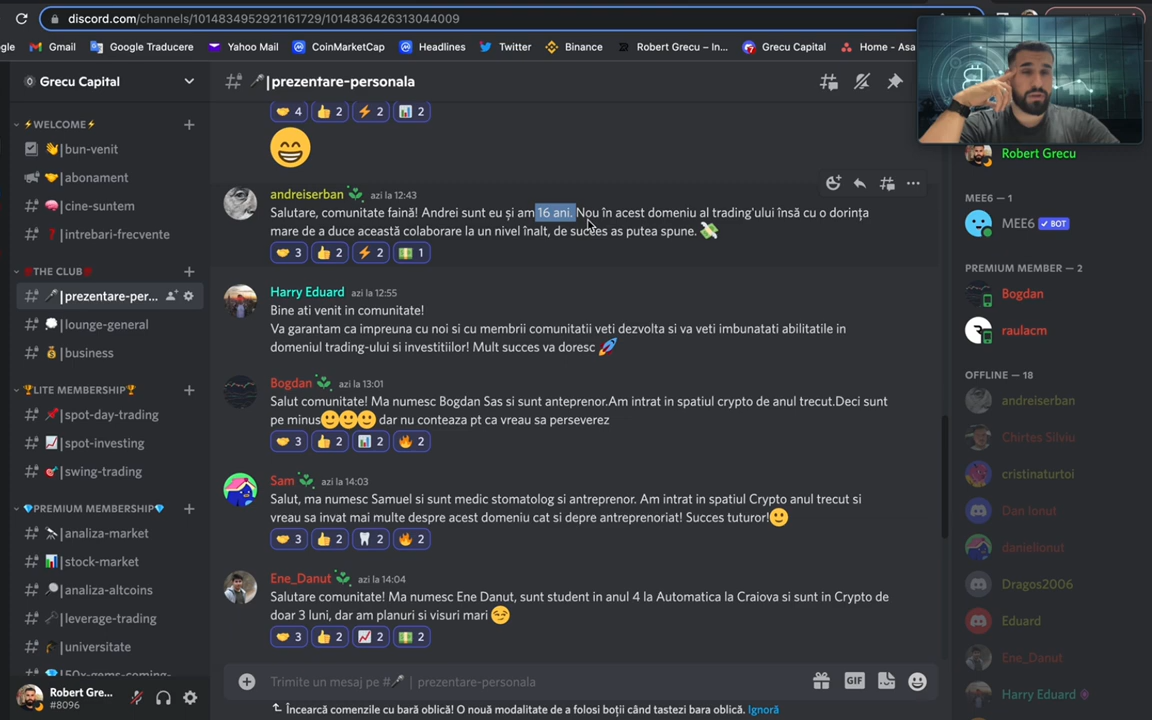 discord.com/channels/1014834952921161729/1014836426313044009
gle Gmail Google Traducere Yahoo Mail CoinMarketCap Headlines Twitter Binance Robert Grecu – In... Grecu Capital Home - Asa
Grecu Capital
⚡WELCOME⚡
👋|bun-venit
🤝|abonament
🧠|cine-suntem
❓|intrebari-frecvente
THE CLUB
🎤|prezentare-per...
💭|lounge-general
💰|business
🏆LITE MEMBERSHIP🏆
📌|spot-day-trading
📈|spot-investing
🎯|swing-trading
💎PREMIUM MEMBERSHIP💎
🔭|analiza-market
📊|stock-market
🔎|analiza-altcoins
|leverage-trading
🎓|universitate
💎|50x-gems-coming-
Robert Gre...
#8096
🎤|prezentare-personala
🤝 4 👍 2 ⚡ 2 📊 2
andreiserban azi la 12:43
Salutare, comunitate faină! Andrei sunt eu și am 16 ani. Nou în acest domeniu al trading'ului însă cu o dorința
mare de a duce această colaborare la un nivel înalt, de succes as putea spune. 💸
🤝 3 👍 2 ⚡ 2 💵 1
Harry Eduard azi la 12:55
Bine ati venit in comunitate!
Va garantam ca impreuna cu noi si cu membrii comunitatii veti dezvolta si va veti imbunatati abilitatile in
domeniul trading-ului si investitiilor! Mult succes va doresc 🚀
Bogdan azi la 13:01
Salut comunitate! Ma numesc Bogdan Sas si sunt anteprenor.Am intrat in spatiul crypto de anul trecut.Deci sunt
pe minus🙂🙂🙂 dar nu conteaza pt ca vreau sa perseverez
🤝 3 👍 2 📊 2 🔥 2
Sam azi la 14:03
Salut, ma numesc Samuel si sunt medic stomatolog si antreprenor. Am intrat in spatiul Crypto anul trecut si
vreau sa invat mai multe despre acest domeniu cat si depre antreprenoriat! Succes tuturor!🙂
🤝 3 👍 2 🦷 2 🔥 2
Ene_Danut azi la 14:04
Salutare comunitate! Ma numesc Ene Danut, sunt student in anul 4 la Automatica la Craiova si sunt in Crypto de
doar 3 luni, dar am planuri si visuri mari 😏
🤝 3 👍 2 📈 2 💵 2
Trimite un mesaj pe #🎤 | prezentare-personala
GIF
Încearcă comenzile cu bară oblică! O nouă modalitate de a folosi boții când tastezi bara oblică. Ignoră
Robert Grecu
MEE6 — 1
MEE6 ✓ BOT
PREMIUM MEMBER — 2
Bogdan
raulacm
OFFLINE — 18
andreiserban
Chirtes Silviu
cristinaturtoi
Dan Ionut
danielionut
Dragos2006
Eduard
Ene_Danut
Harry Eduard